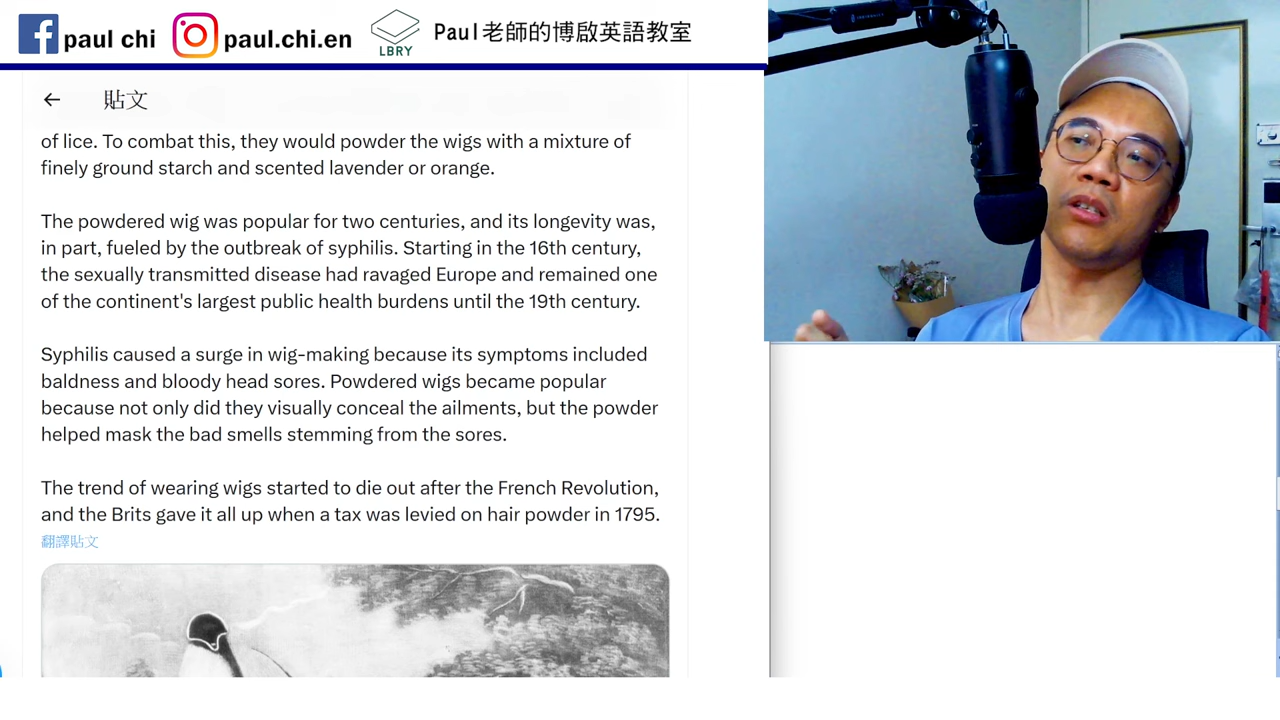 paul chi
paul.chi.en
LBRY
Paul老師的博啟英語教室
貼文
of lice. To combat this, they would powder the wigs with a mixture of
finely ground starch and scented lavender or orange.
The powdered wig was popular for two centuries, and its longevity was,
in part, fueled by the outbreak of syphilis. Starting in the 16th century,
the sexually transmitted disease had ravaged Europe and remained one
of the continent's largest public health burdens until the 19th century.
Syphilis caused a surge in wig-making because its symptoms included
baldness and bloody head sores. Powdered wigs became popular
because not only did they visually conceal the ailments, but the powder
helped mask the bad smells stemming from the sores.
The trend of wearing wigs started to die out after the French Revolution,
and the Brits gave it all up when a tax was levied on hair powder in 1795.
翻譯貼文